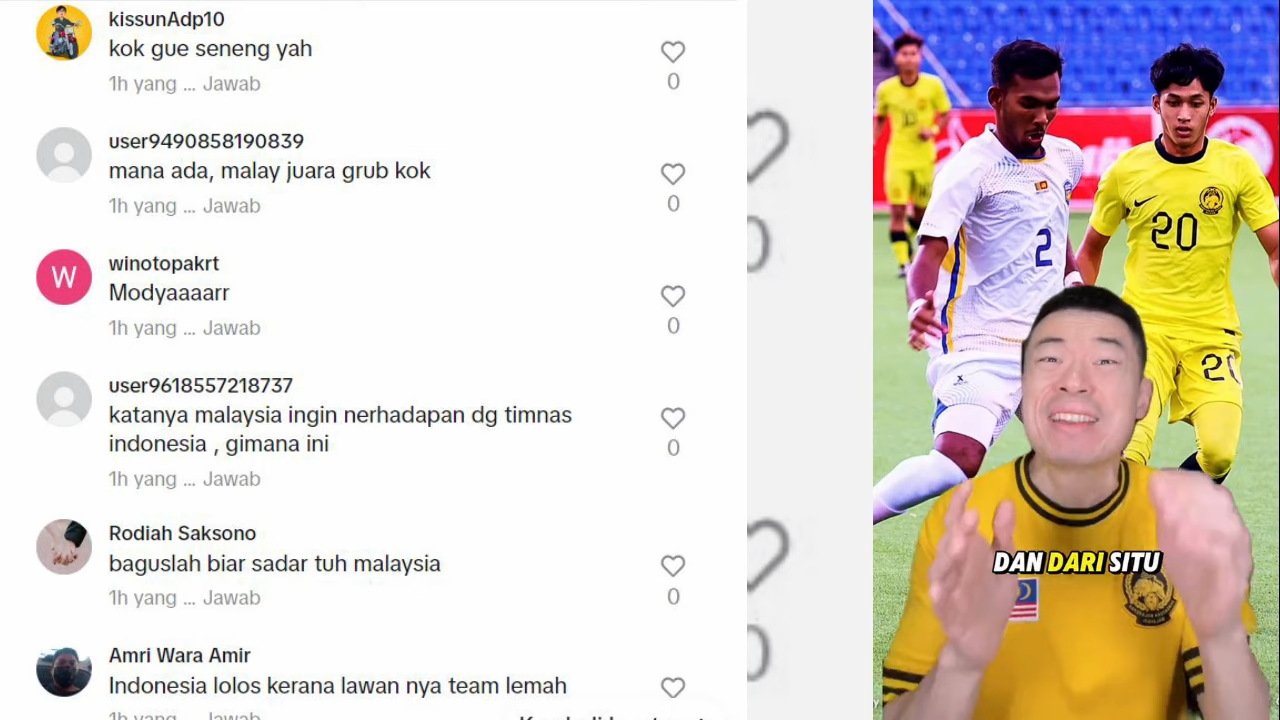 kissunAdp10
kok gue seneng yah
1h yang ... Jawab
0
user9490858190839
mana ada, malay juara grub kok
1h yang ... Jawab
0
W
winotopakrt
Modyaaaarr
1h yang ... Jawab
0
user9618557218737
katanya malaysia ingin nerhadapan dg timnas
indonesia , gimana ini
1h yang ... Jawab
0
Rodiah Saksono
baguslah biar sadar tuh malaysia
1h yang ... Jawab
0
Amri Wara Amir
Indonesia lolos kerana lawan nya team lemah
1h yang ... Jawab
2
20
20
DAN DARI SITU